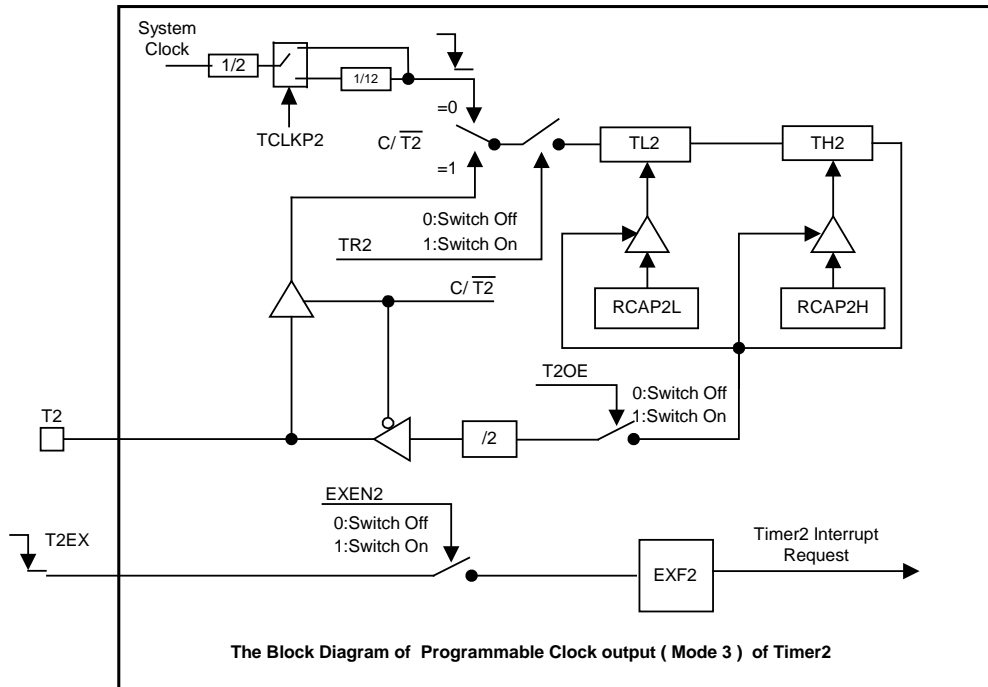 System
Clock
1/2
1/12
TCLKP2
=0
C/ T2
=1
TL2
TH2
0:Switch Off
1:Switch On
TR2
C/ T2
RCAP2L
RCAP2H
T2OE
0:Switch Off
1:Switch On
T2
/2
EXEN2
0:Switch Off
1:Switch On
T2EX
EXF2
Timer2 Interrupt
Request
The Block Diagram of Programmable Clock output ( Mode 3 ) of Timer2